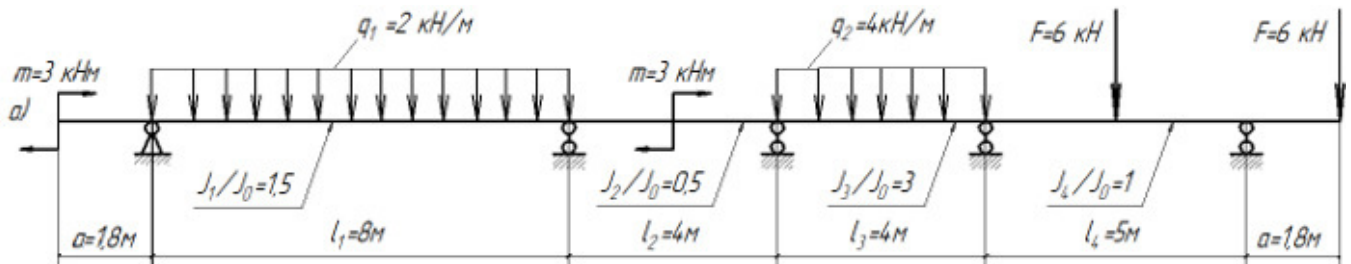 q₁ =2 кН/м
q₂ =4кН/м
F=6 кН
F=6 кН
m=3 кНм
m=3 кНм
а)
J₁/J₀=1,5
J₂/J₀=0,5
J₃/J₀=3
J₄/J₀=1
a=1,8м
l₁=8м
l₂=4м
l₃=4м
l₄=5м
a=1,8м